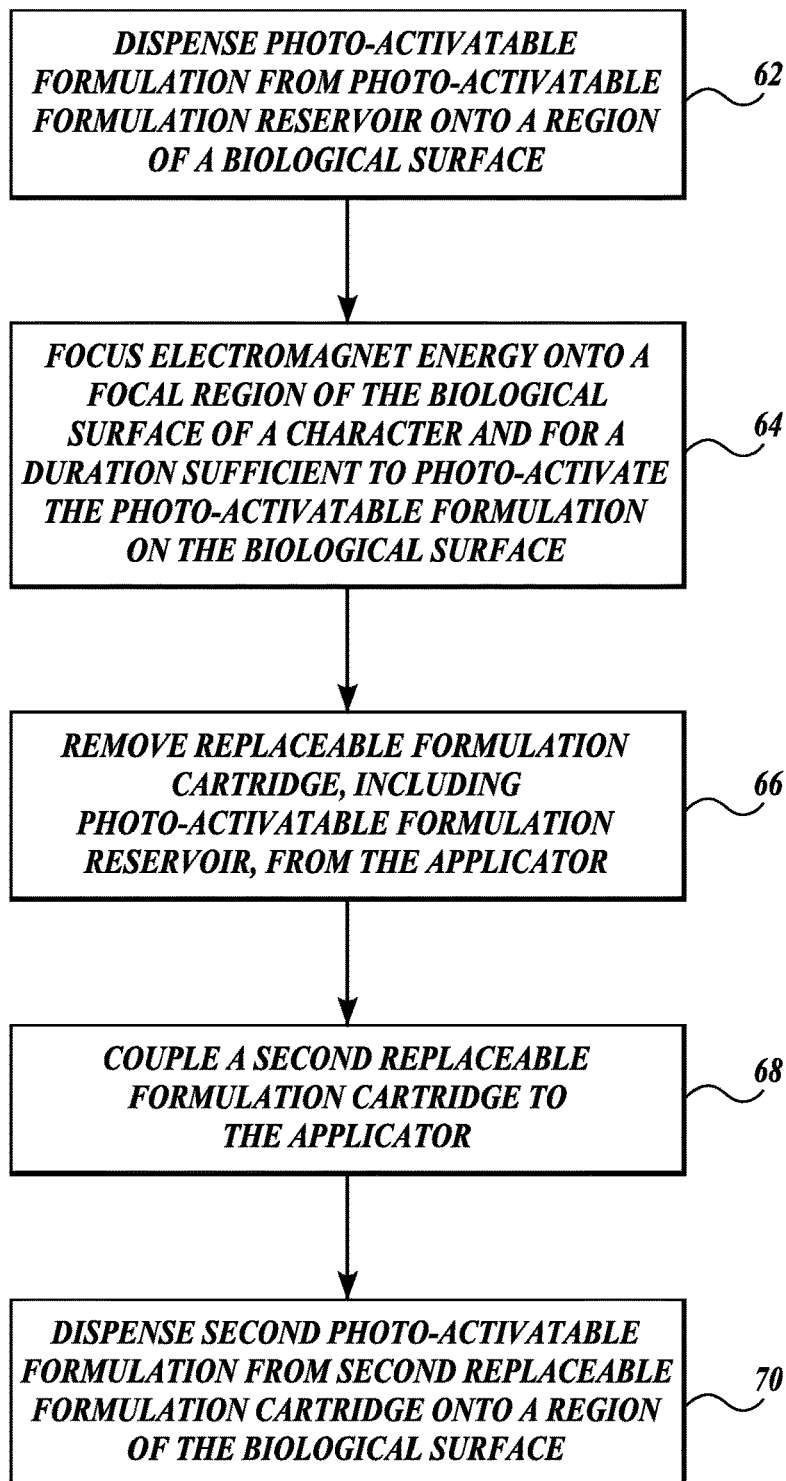 DISPENSE PHOTO-ACTIVATABLE
FORMULATION FROM PHOTO-ACTIVATABLE
FORMULATION RESERVOIR ONTO A REGION
OF A BIOLOGICAL SURFACE
62
FOCUS ELECTROMAGNET ENERGY ONTO A
FOCAL REGION OF THE BIOLOGICAL
SURFACE OF A CHARACTER AND FOR A
DURATION SUFFICIENT TO PHOTO-ACTIVATE
THE PHOTO-ACTIVATABLE FORMULATION
ON THE BIOLOGICAL SURFACE
64
REMOVE REPLACEABLE FORMULATION
CARTRIDGE, INCLUDING
PHOTO-ACTIVATABLE FORMULATION
RESERVOIR, FROM THE APPLICATOR
66
COUPLE A SECOND REPLACEABLE
FORMULATION CARTRIDGE TO
THE APPLICATOR
68
DISPENSE SECOND PHOTO-ACTIVATABLE
FORMULATION FROM SECOND REPLACEABLE
FORMULATION CARTRIDGE ONTO A REGION
OF THE BIOLOGICAL SURFACE
70